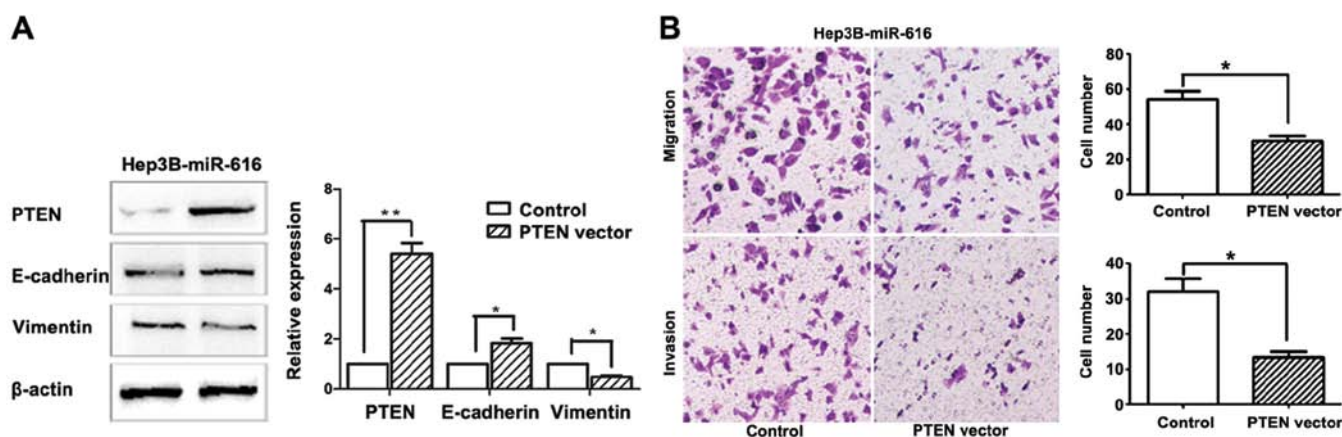 A
Hep3B-miR-616
PTEN
E-cadherin
Vimentin
β-actin
Relative expression
8
6
4
2
0
**
*
*
Control
PTEN vector
PTEN
E-cadherin
Vimentin
B
Hep3B-miR-616
Migration
Invasion
Control
PTEN vector
Cell number
80
60
40
20
0
*
Control
PTEN vector
Cell number
40
30
20
10
0
*
Control
PTEN vector